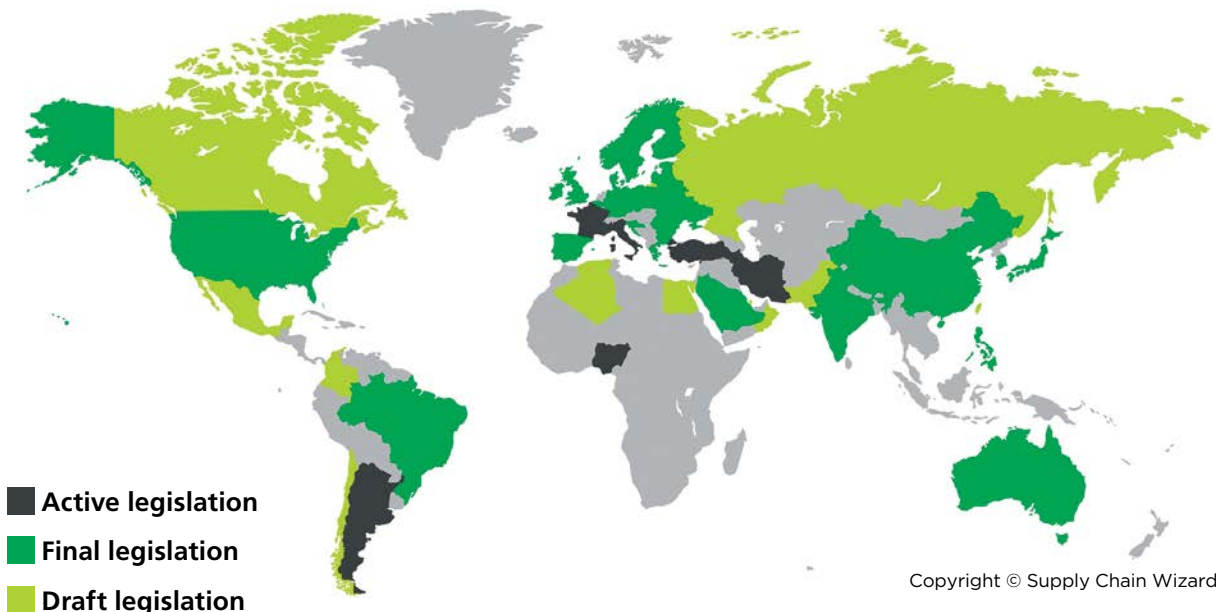 Active legislation
Final legislation
Draft legislation
Copyright © Supply Chain Wizard